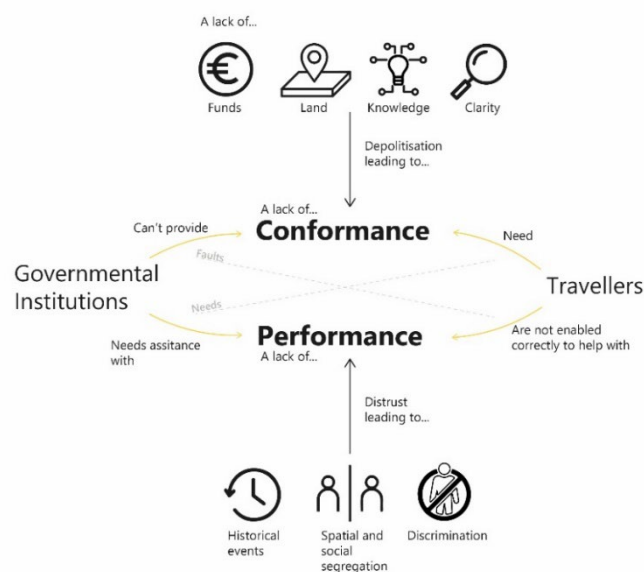 A lack of...
Funds
Land
Knowledge
Clarity
Depolitisation
leading to...
A lack of...
Conformance
Can't provide
Need
Faults
Governmental
Institutions
Travellers
Needs
Performance
A lack of...
Needs assitance
with
Are not enabled
correctly to help with
Distrust
leading to...
Historical
events
Spatial and
social
segregation
Discrimination